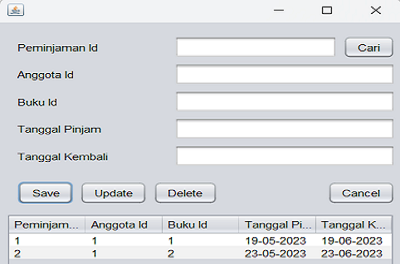 Peminjaman Id Cari
Anggota Id
Buku Id
Tanggal Pinjam
Tanggal Kembali
Save Update Delete Cancel
Peminjam... Anggota Id Buku Id Tanggal Pi... Tanggal K...
1 1 1 19-05-2023 19-06-2023
2 1 2 23-05-2023 23-06-2023